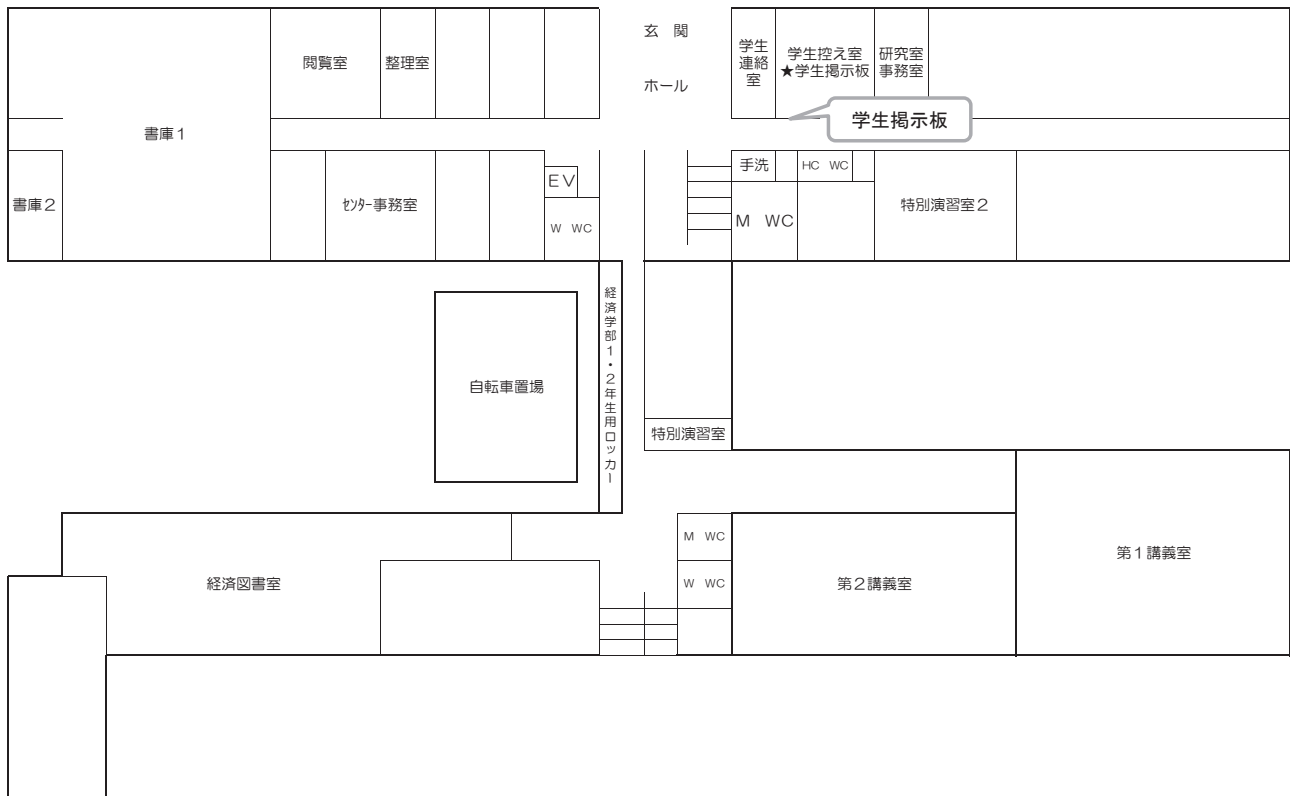 玄 関
ホール
閲覧室
整理室
学生
連絡
室
学生控え室
★学生掲示板
研究室
事務室
学生掲示板
書庫1
書庫2
センター事務室
EV
W WC
手洗
HC WC
M WC
特別演習室2
経済学部1・2年生用ロッカー
自転車置場
特別演習室
M WC
W WC
経済図書室
第2講義室
第1講義室